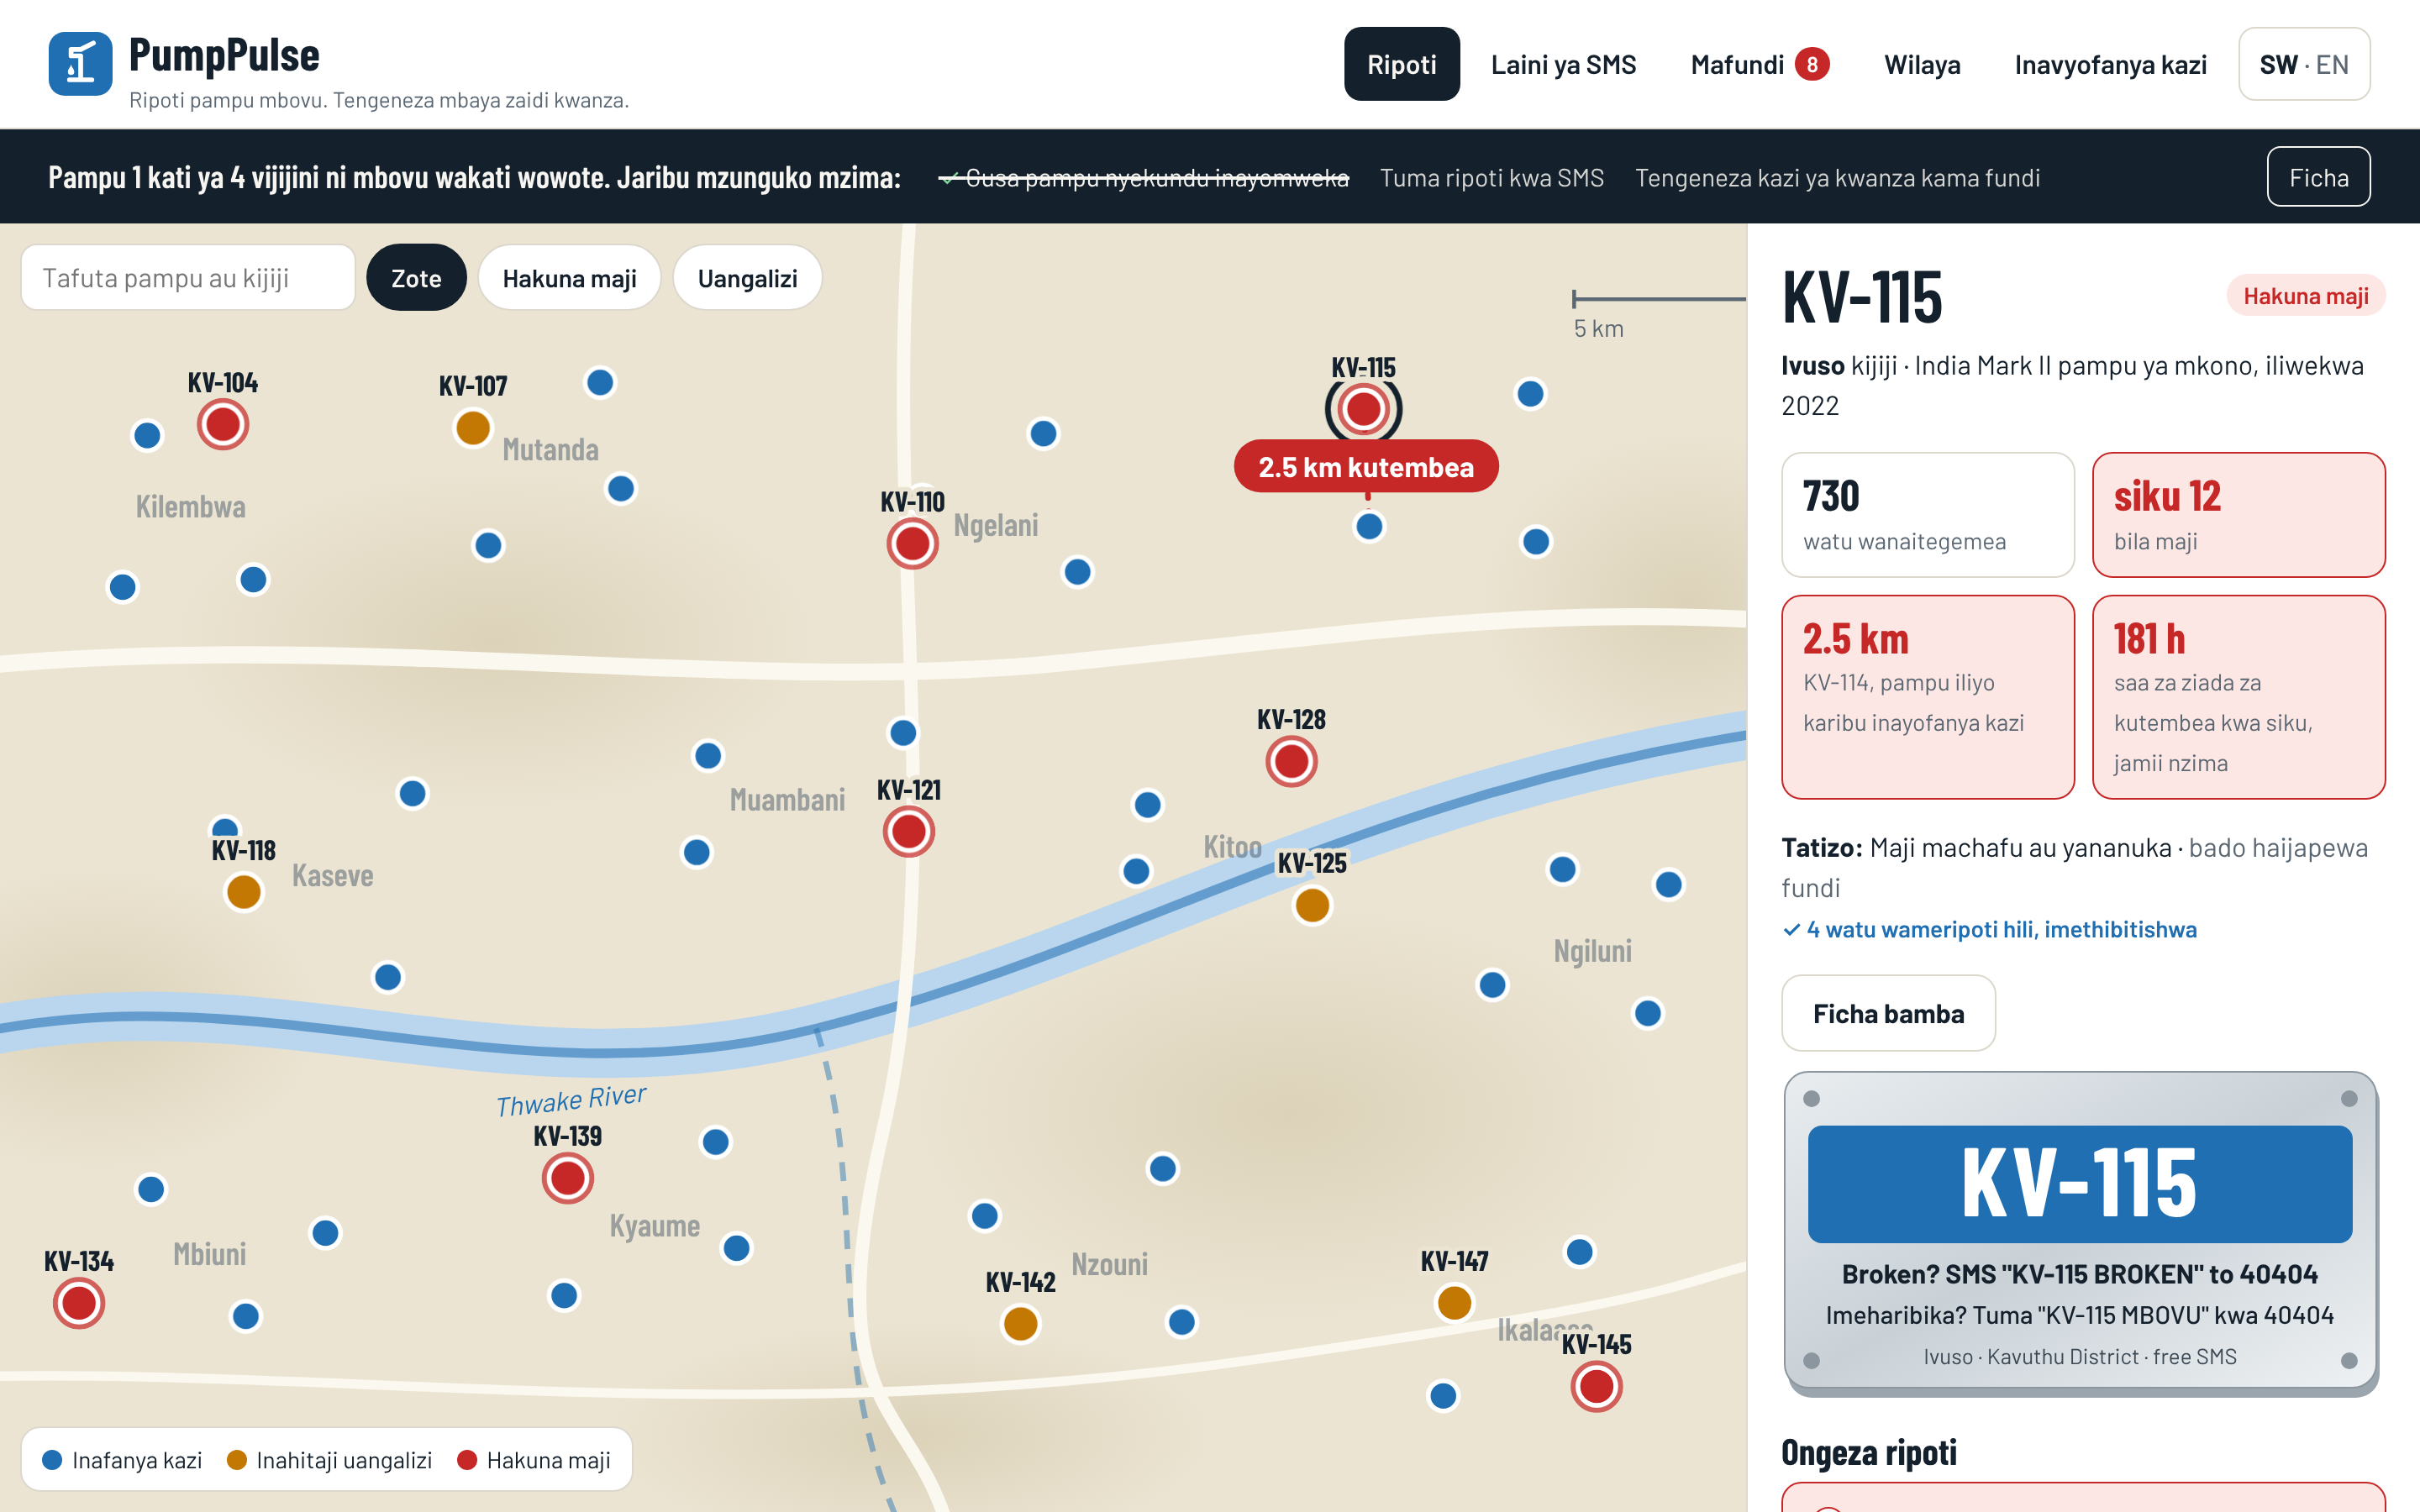 PumpPulse
Ripoti pampu mbovu. Tengeneza mbaya zaidi kwanza.
Ripoti
Laini ya SMS
Mafundi 8
Wilaya
Inavyofanya kazi
SW · EN
Pampu 1 kati ya 4 vijijini ni mbovu wakati wowote. Jaribu mzunguko mzima:
✓ Gusa pampu nyekundu inayomweka
Tuma ripoti kwa SMS
Tengeneza kazi ya kwanza kama fundi
Ficha
Tafuta pampu au kijiji
Zote
Hakuna maji
Uangalizi
5 km
KV-104
KV-107
KV-115
Mutanda
2.5 km kutembea
Kilembwa
KV-110
Ngelani
KV-128
KV-121
Muambani
KV-118
Kaseve
Kitoo
KV-125
Ngiluni
Thwake River
KV-139
Kyaume
Mbiuni
KV-134
Nzouni
KV-142
KV-147
KV-145
Inafanya kazi
Inahitaji uangalizi
Hakuna maji
KV-115
Hakuna maji
Ivuso kijiji · India Mark II pampu ya mkono, iliwekwa
2022
730
watu wanaitegemea
siku 12
bila maji
2.5 km
KV-114, pampu iliyo
karibu inayofanya kazi
181 h
saa za ziada za
kutembea kwa siku,
jamii nzima
Tatizo: Maji machafu au yananuka · bado haijapewa
fundi
✓ 4 watu wameripoti hili, imethibitishwa
Ficha bamba
KV-115
Broken? SMS "KV-115 BROKEN" to 40404
Imeharibika? Tuma "KV-115 MBOVU" kwa 40404
Ivuso · Kavuthu District · free SMS
Ongeza ripoti